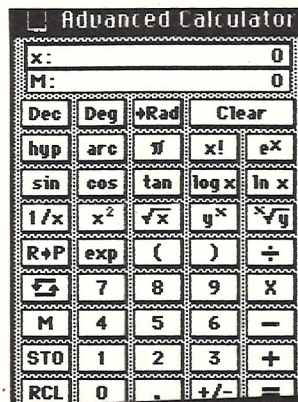 Advanced Calculator
x: 0
M: 0
Dec Deg →Rad Clear
hyp arc π x! eˣ
sin cos tan log x ln x
1/x x² √x yˣ ˣ√y
R→P exp ( ) ÷
7 8 9 X
M 4 5 6 −
STO 1 2 3 +
RCL 0 . +/- =